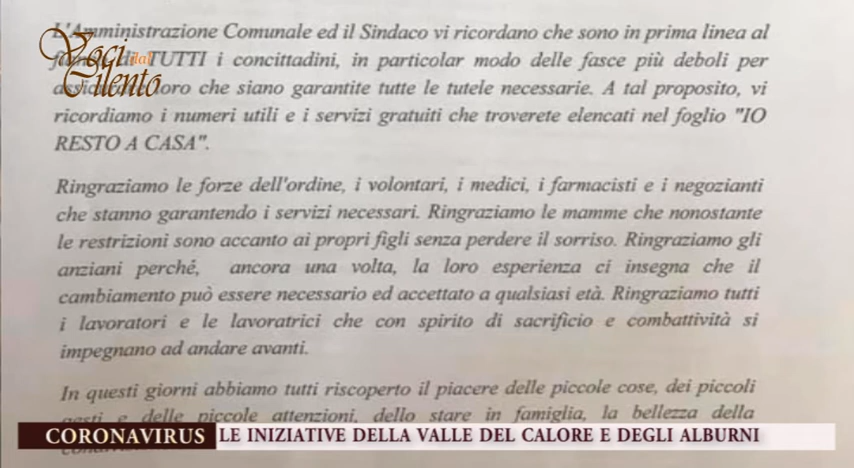 L'Amministrazione Comunale ed il Sindaco vi ricordano che sono in prima linea al
di TUTTI i concittadini, in particolar modo delle fasce più deboli per
loro che siano garantite tutte le tutele necessarie. A tal proposito, vi
ricordiamo i numeri utili e i servizi gratuiti che troverete elencati nel foglio "IO
RESTO A CASA".
Voci dal
Cilento
Ringraziamo le forze dell'ordine, i volontari, i medici, i farmacisti e i negozianti
che stanno garantendo i servizi necessari. Ringraziamo le mamme che nonostante
le restrizioni sono accanto ai propri figli senza perdere il sorriso. Ringraziamo gli
anziani perché, ancora una volta, la loro esperienza ci insegna che il
cambiamento può essere necessario ed accettato a qualsiasi età. Ringraziamo tutti
i lavoratori e le lavoratrici che con spirito di sacrificio e combattività si
impegnano ad andare avanti.
In questi giorni abbiamo tutti riscoperto il piacere delle piccole cose, dei piccoli
gesti e delle piccole attenzioni, dello stare in famiglia, la bellezza della
CORONAVIRUS LE INIZIATIVE DELLA VALLE DEL CALORE E DEGLI ALBURNI